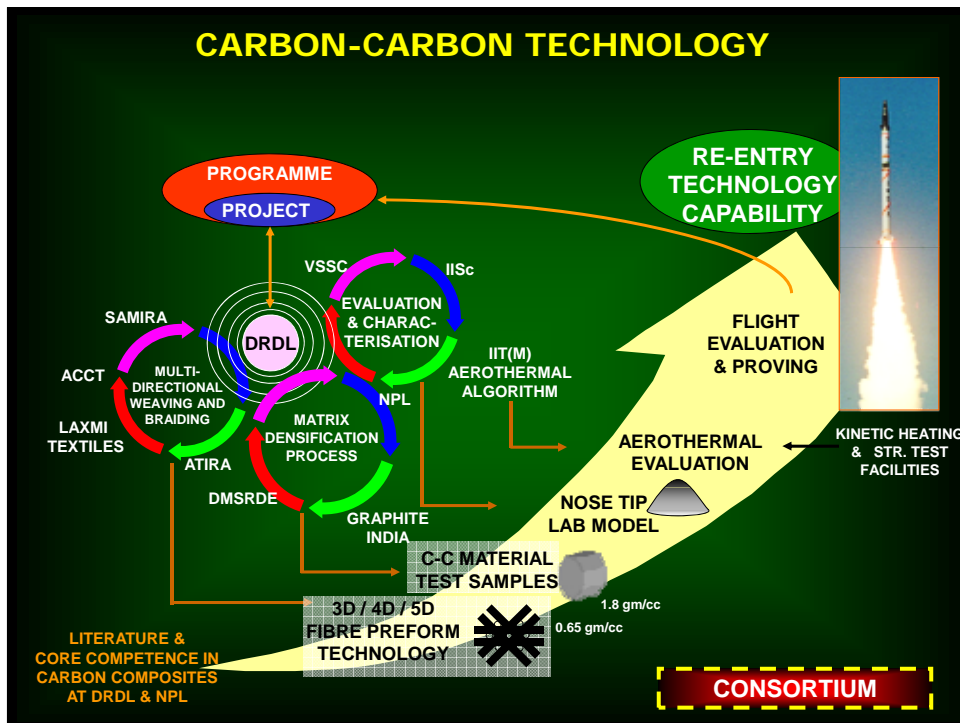 CARBON-CARBON TECHNOLOGY
PROGRAMME
PROJECT
RE-ENTRY
TECHNOLOGY
CAPABILITY
VSSC
IISc
EVALUATION
& CHARAC-
TERISATION
NPL
SAMIRA
ACCT
LAXMI
TEXTILES
ATIRA
MULTI-
DIRECTIONAL
WEAVING AND
BRAIDING
DRDL
MATRIX
DENSIFICATION
PROCESS
DMSRDE
GRAPHITE
INDIA
IIT(M)
AEROTHERMAL
ALGORITHM
FLIGHT
EVALUATION
& PROVING
AEROTHERMAL
EVALUATION
KINETIC HEATING
& STR. TEST
FACILITIES
NOSE TIP
LAB MODEL
C-C MATERIAL
TEST SAMPLES
1.8 gm/cc
3D / 4D / 5D
FIBRE PREFORM
TECHNOLOGY
0.65 gm/cc
LITERATURE &
CORE COMPETENCE IN
CARBON COMPOSITES
AT DRDL & NPL
CONSORTIUM